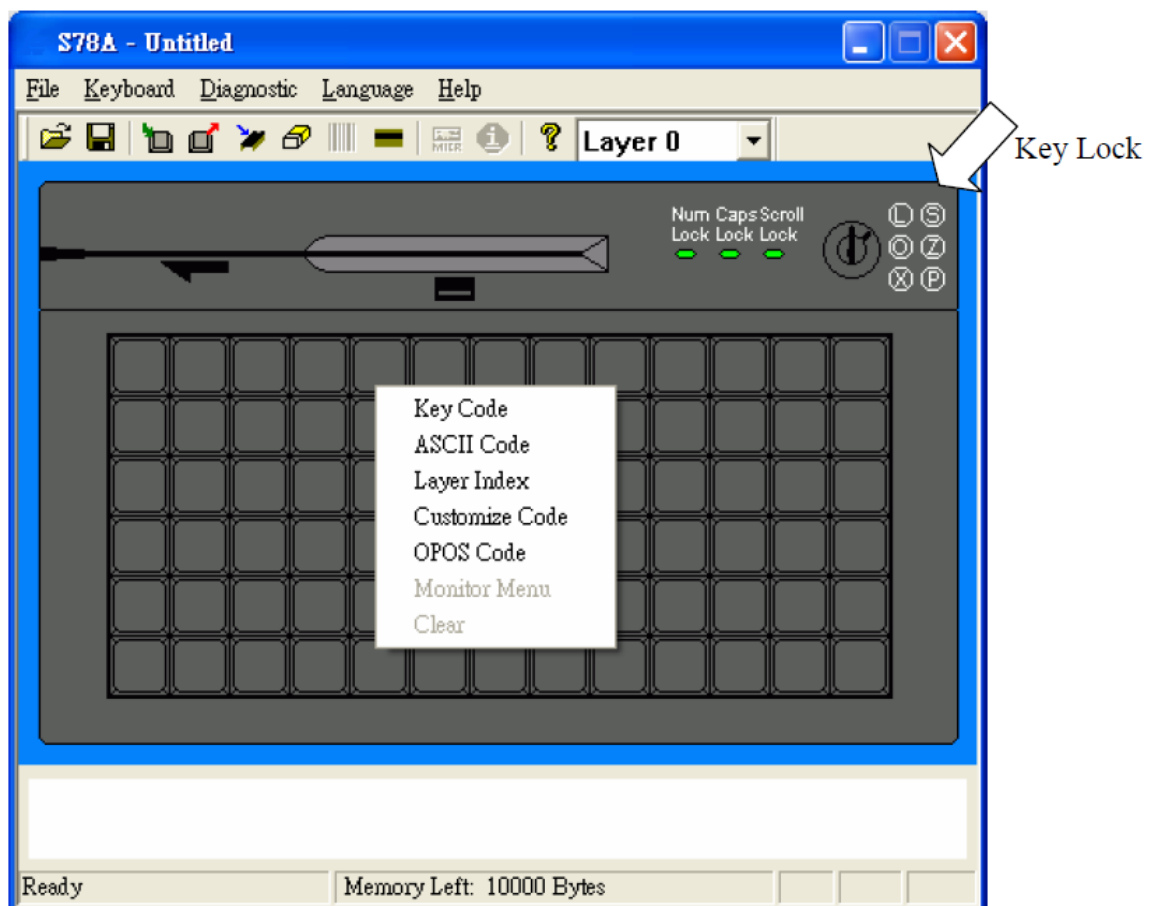 S78A - Untitled
File Keyboard Diagnostic Language Help
Layer 0
Key Lock
Num Caps Scroll
Lock Lock Lock
L S
O Z
X P
Key Code
ASCII Code
Layer Index
Customize Code
OPOS Code
Monitor Menu
Clear
Ready
Memory Left: 10000 Bytes